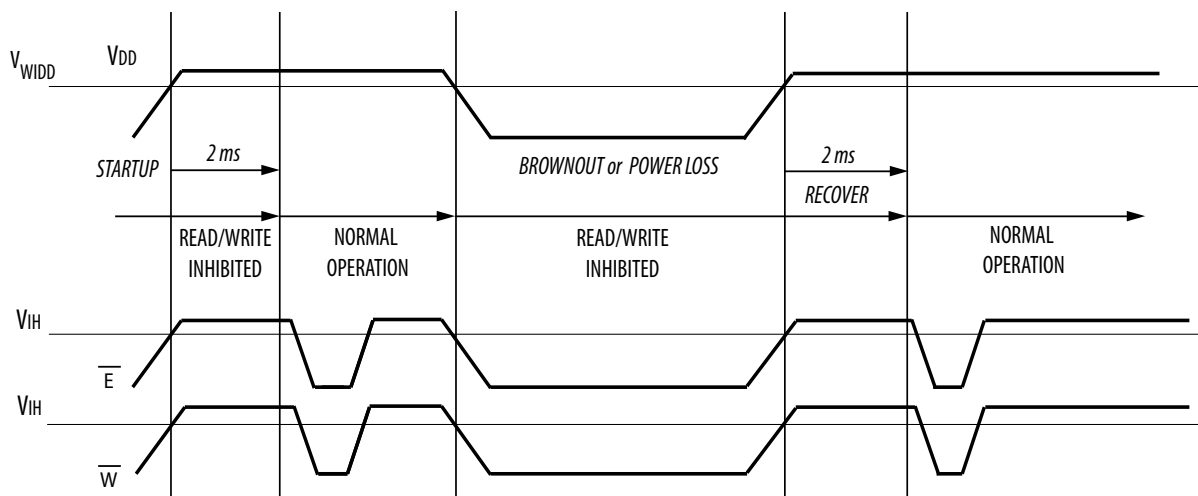 VWIDD VDD
STARTUP 2 ms BROWNOUT or POWER LOSS 2 ms
RECOVER
READ/WRITE NORMAL READ/WRITE NORMAL
INHIBITED OPERATION INHIBITED OPERATION
VIH
E
VIH
W